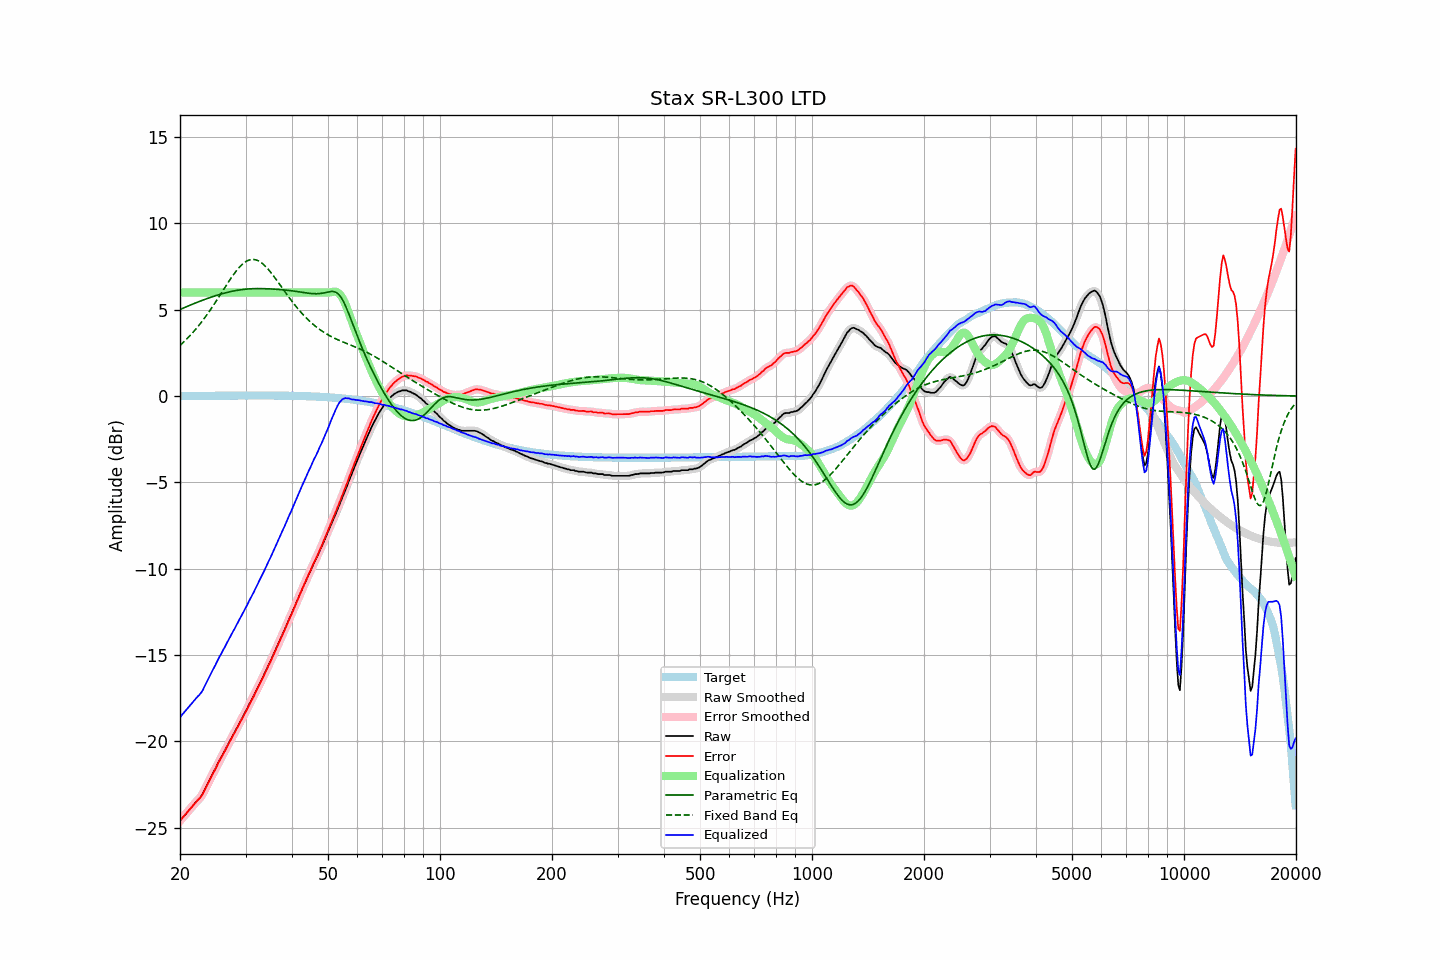 Stax SR-L300 LTD
Amplitude (dBr)
15
10
5
0
−5
−10
−15
−20
−25
Target
Raw Smoothed
Error Smoothed
Raw
Error
Equalization
Parametric Eq
Fixed Band Eq
Equalized
20
50
100
200
500
1000
2000
5000
10000
20000
Frequency (Hz)